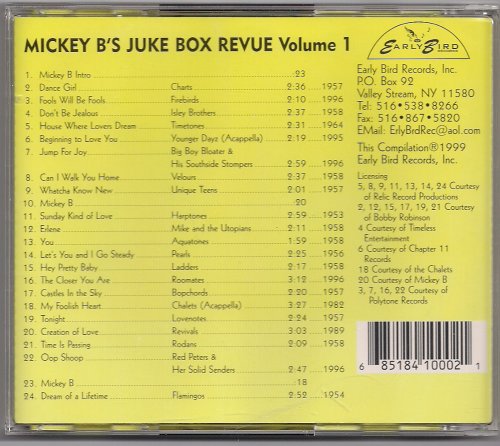 MICKEY B'S JUKE BOX REVUE Volume 1
1. Mickey B Intro :23
2. Dance Girl Charts 2:36 1957
3. Fools Will Be Fools Firebirds 2:10 1996
4. Don't Be Jealous Isley Brothers 2:37 1958
5. House Where Lovers Dream Timetones 2:31 1964
6. Beginning to Love You Younger Dayz (Acappella) 2:19 1995
7. Jump For Joy Big Boy Bloater &
His Southside Stompers 2:59 1996
8. Can I Walk You Home Velours 2:37 1958
9. Whatcha Know New Unique Teens 2:01 1957
10. Mickey B :20
11. Sunday Kind of Love Harptones 2:59 1953
12. Erlene Mike and the Utopians 2:11 1958
13. You Aquatones 1:59 1958
14. Let's You and I Go Steady Pearls 2:25 1956
15. Hey Pretty Baby Ladders 2:17 1958
16. The Closer You Are Roomates 3:12 1996
17. Castles In the Sky Bopchords 2:20 1957
18. My Foolish Heart Chalets (Acappella) 3:27 1982
19. Tonight Lovenotes 2:24 1957
20. Creation of Love Revivals 3:03 1989
21. Time Is Passing Rodans 2:09 1958
22. Oop Shoop Red Peters &
Her Solid Senders 2:47 1996
23. Mickey B :18
24. Dream of a Lifetime Flamingos 2:52 1954
EARLY BIRD
RECORDS
Early Bird Records, Inc.
P.O. Box 92
Valley Stream, NY 11580
Tel: 516•538•8266
Fax: 516•867•5820
EMail: ErlyBrdRec@aol.com
This Compilation℗1999
Early Bird Records, Inc.
Licensing
5, 8, 9, 11, 13, 14, 24 Courtesy
of Relic Record Productions
2, 12, 15, 17, 19, 21 Courtesy
of Bobby Robinson
4 Courtesy of Timeless
Entertainment
6 Courtesy of Chapter 11
Records
18 Courtesy of the Chalets
20 Courtesy of Mickey B
3, 7, 16, 22 Courtesy of
Polytone Records
6 85184 10002 1